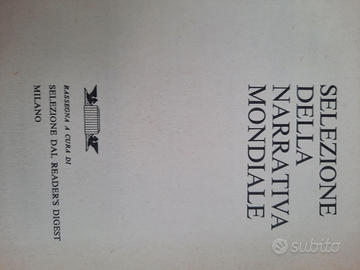 SELEZIONE
DELLA
NARRATIVA
MONDIALE
RASSEGNA A CURA DI
SELEZIONE DAL READER'S DIGEST
MILANO
subito